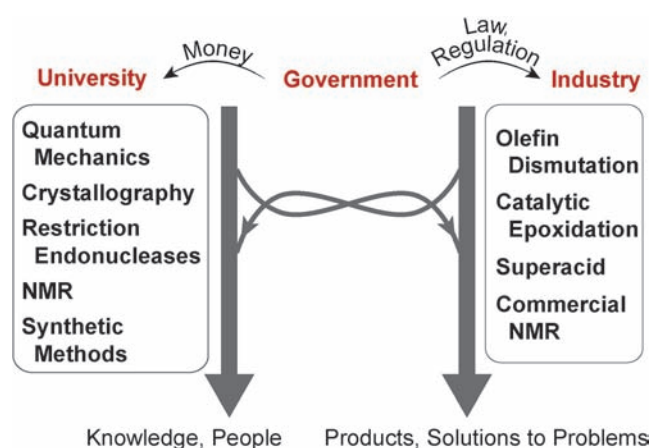 Money
Law,
Regulation
University
Government
Industry
Quantum
Mechanics
Crystallography
Restriction
Endonucleases
NMR
Synthetic
Methods
Olefin
Dismutation
Catalytic
Epoxidation
Superacid
Commercial
NMR
Knowledge, People
Products, Solutions to Problems